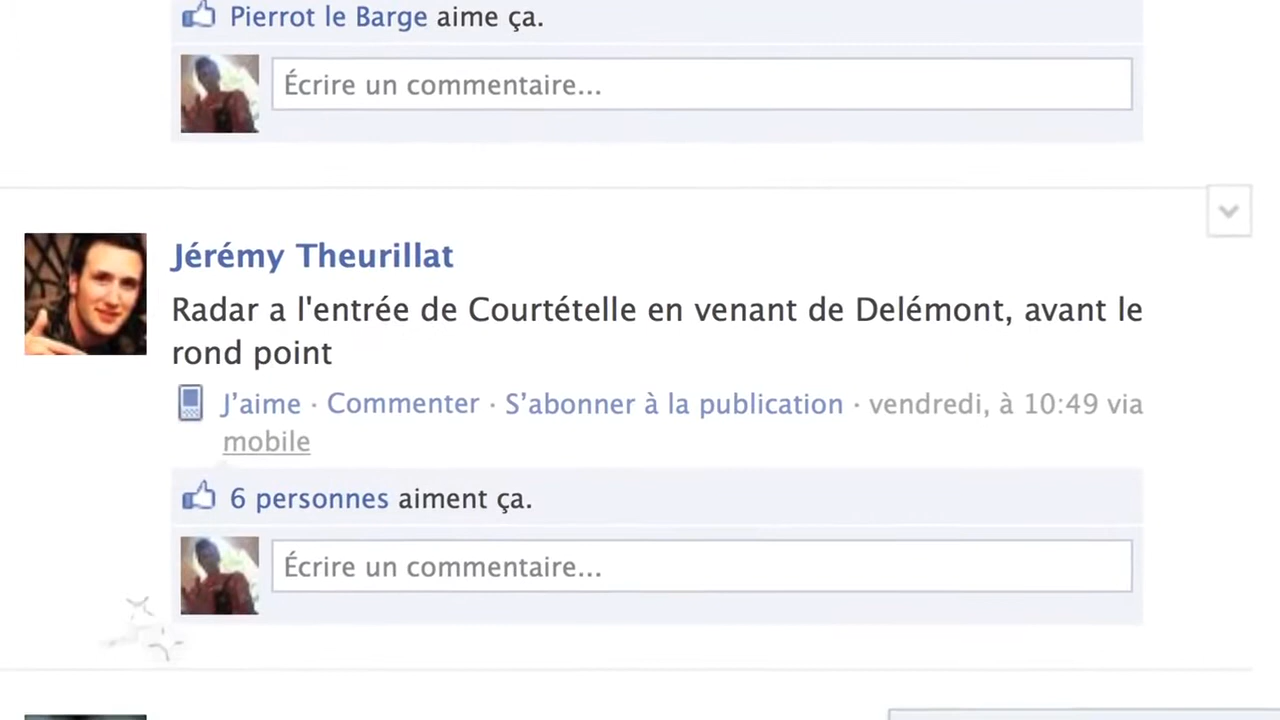 Pierrot le Barge aime ça.
Écrire un commentaire...
Jérémy Theurillat
Radar a l'entrée de Courtételle en venant de Delémont, avant le
rond point
J’aime · Commenter · S’abonner à la publication · vendredi, à 10:49 via
mobile
6 personnes aiment ça.
Écrire un commentaire...